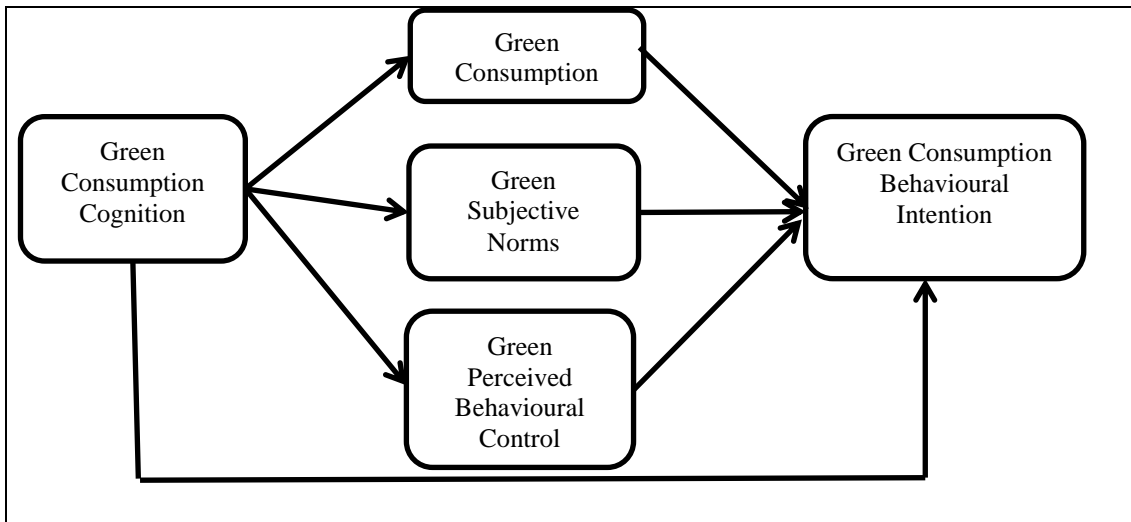 Green
Consumption
Green
Consumption
Cognition
Green
Subjective
Norms
Green
Perceived
Behavioural
Control
Green Consumption
Behavioural
Intention